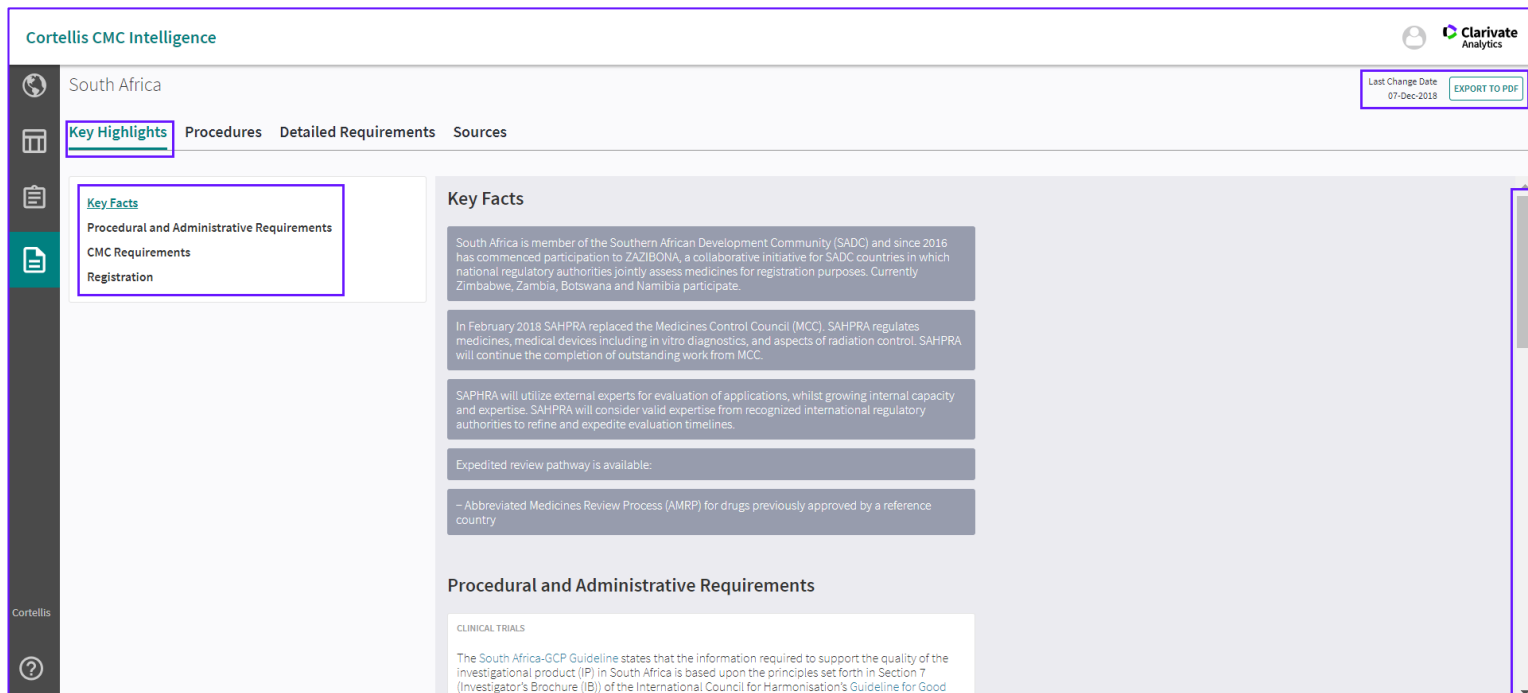 Cortellis CMC Intelligence
Clarivate
Analytics
South Africa
Last Change Date
07-Dec-2018
EXPORT TO PDF
Key Highlights Procedures Detailed Requirements Sources
Key Facts
Procedural and Administrative Requirements
CMC Requirements
Registration
Key Facts
South Africa is member of the Southern African Development Community (SADC) and since 2016
has commenced participation to ZAZIBONA, a collaborative initiative for SADC countries in which
national regulatory authorities jointly assess medicines for registration purposes. Currently
Zimbabwe, Zambia, Botswana and Namibia participate.
In February 2018 SAHPRA replaced the Medicines Control Council (MCC). SAHPRA regulates
medicines, medical devices including in vitro diagnostics, and aspects of radiation control. SAHPRA
will continue the completion of outstanding work from MCC.
SAPHRA will utilize external experts for evaluation of applications, whilst growing internal capacity
and expertise. SAHPRA will consider valid expertise from recognized international regulatory
authorities to refine and expedite evaluation timelines.
Expedited review pathway is available:
– Abbreviated Medicines Review Process (AMRP) for drugs previously approved by a reference
country
Procedural and Administrative Requirements
CLINICAL TRIALS
The South Africa-GCP Guideline states that the information required to support the quality of the
investigational product (IP) in South Africa is based upon the principles set forth in Section 7
(Investigator's Brochure (IB)) of the International Council for Harmonisation's Guideline for Good
Cortellis